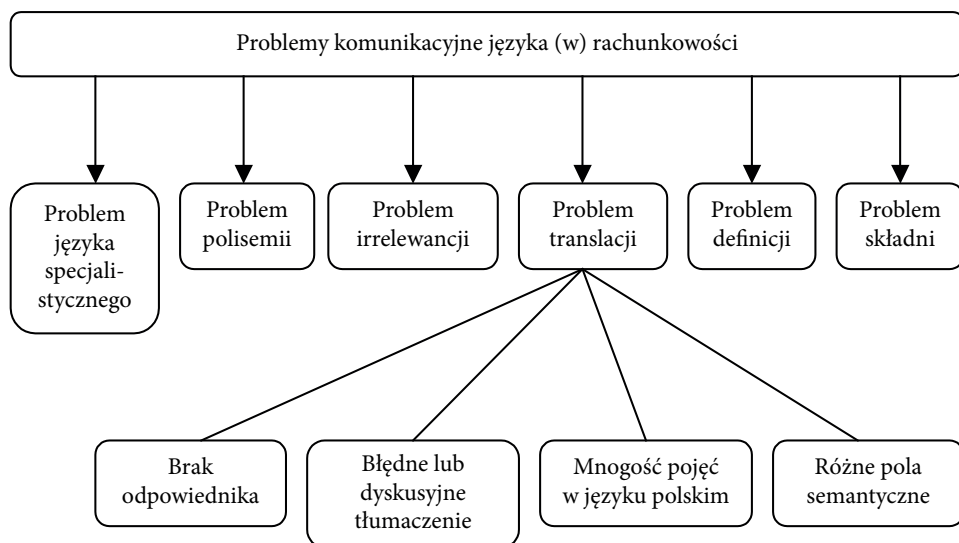 Problemy komunikacyjne języka (w) rachunkowości
Problem
języka
specjali-
stycznego
Problem
polisemii
Problem
irrelewancji
Problem
translacji
Problem
definicji
Problem
składni
Brak
odpowiednika
Błędne lub
dyskusyjne
tłumaczenie
Mnogość pojęć
w języku polskim
Różne pola
semantyczne